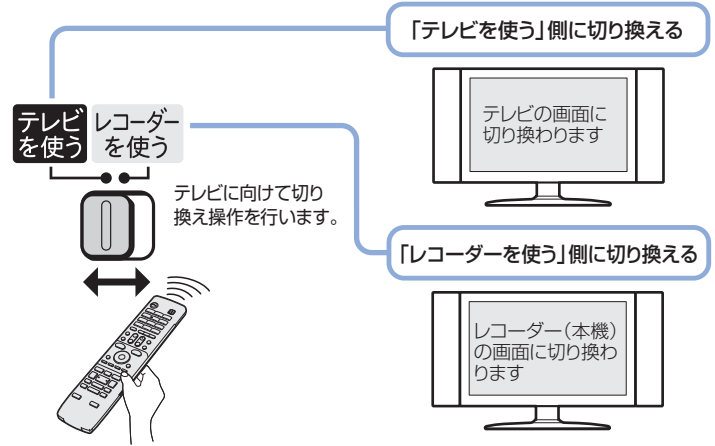 「テレビを使う」側に切り換える
テレビの画面に
切り換わります
テレビ
を使う
レコーダー
を使う
テレビに向けて切り
換え操作を行います。
「レコーダーを使う」側に切り換える
レコーダー（本機）
の画面に切り換わ
ります